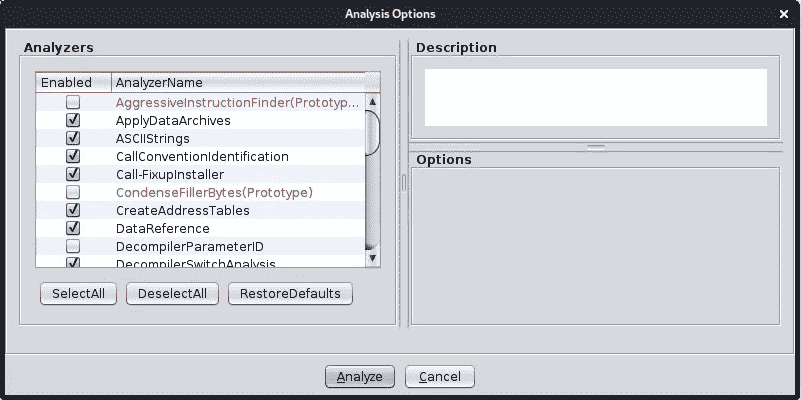 Analysis Options
Analyzers
Enabled AnalyzerName
AggressiveInstructionFinder(Prototyp...
ApplyDataArchives
ASCIIStrings
CallConventionIdentification
Call-FixupInstaller
CondenseFillerBytes(Prototype)
CreateAddressTables
DataReference
DecompilerParameterID
DecompilerSwitchAnalysis
SelectAll DeselectAll RestoreDefaults
Description
Options
Analyze Cancel